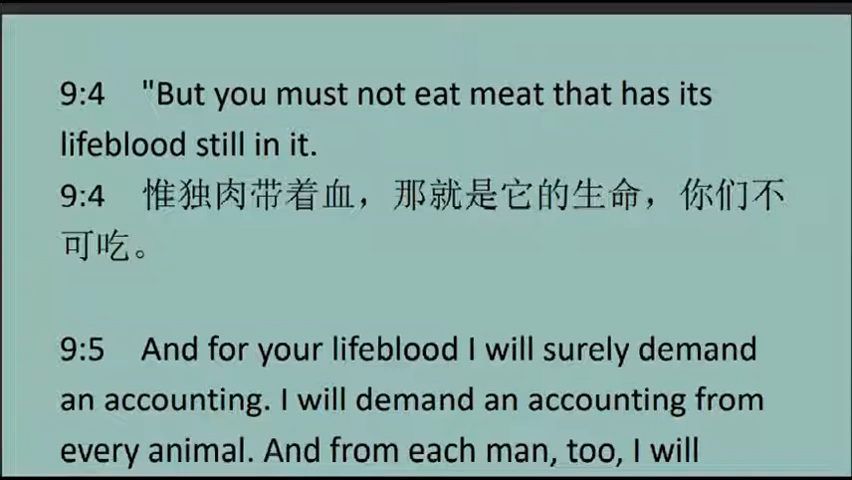 9:4 "But you must not eat meat that has its
lifeblood still in it.
9:4 惟独肉带着血，那就是它的生命，你们不
可吃。
9:5 And for your lifeblood I will surely demand
an accounting. I will demand an accounting from
every animal. And from each man, too, I will